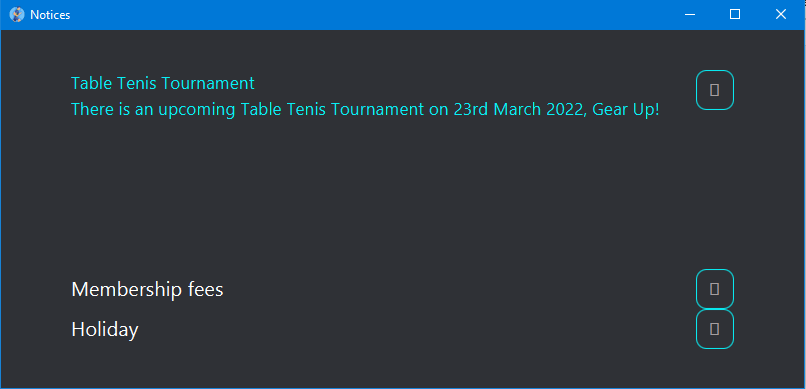 Notices
Table Tenis Tournament
There is an upcoming Table Tenis Tournament on 23rd March 2022, Gear Up!
Membership fees
Holiday